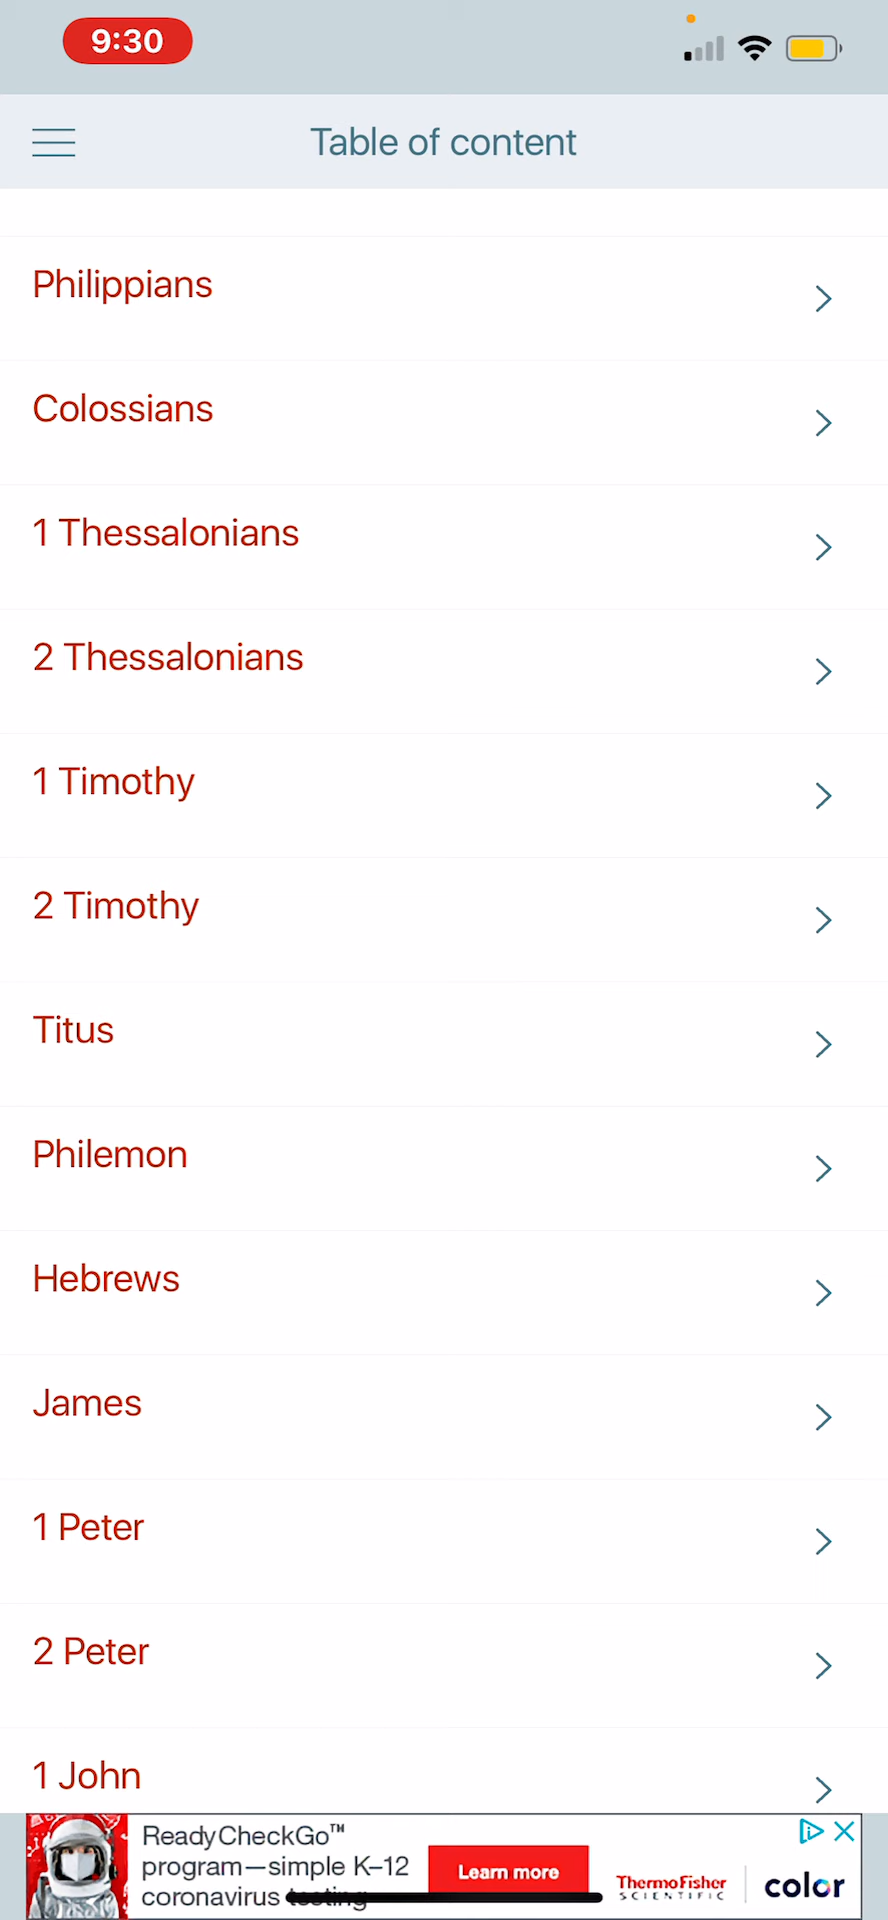 9:30
Table of content
Philippians
Colossians
1 Thessalonians
2 Thessalonians
1 Timothy
2 Timothy
Titus
Philemon
Hebrews
James
1 Peter
2 Peter
1 John
ReadyCheckGo™
program—simple K–12
coronavirus testing
Learn more
ThermoFisher
SCIENTIFIC
color